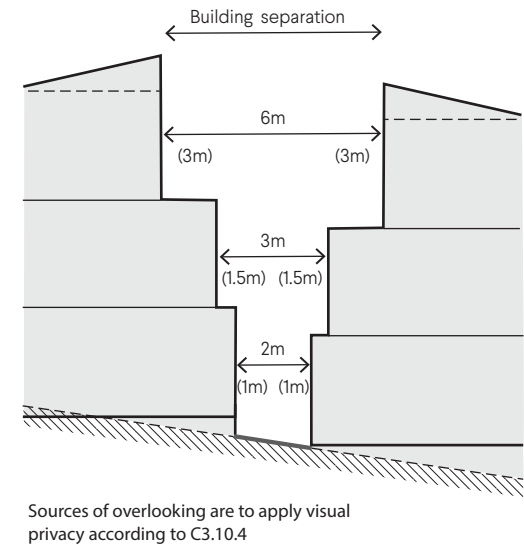 Building separation
6m
(3m) (3m)
3m
(1.5m) (1.5m)
2m
(1m) (1m)
Sources of overlooking are to apply visual
privacy according to C3.10.4